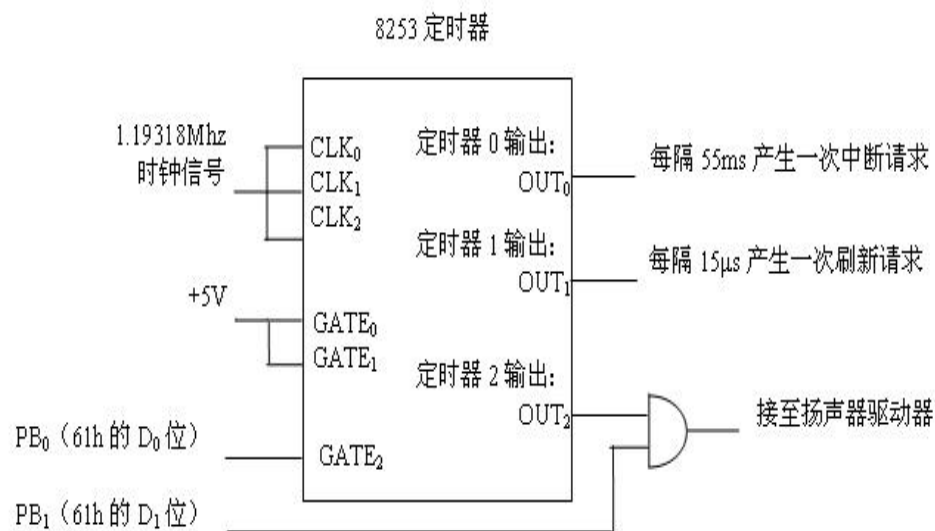 8253 定时器
1.19318Mhz
时钟信号
CLK₀
CLK₁
CLK₂
+5V
GATE₀
GATE₁
PB₀（61h 的 D₀ 位）
GATE₂
PB₁（61h 的 D₁ 位）
定时器 0 输出：
OUT₀
每隔 55ms 产生一次中断请求
定时器 1 输出：
OUT₁
每隔 15μs 产生一次刷新请求
定时器 2 输出：
OUT₂
接至扬声器驱动器